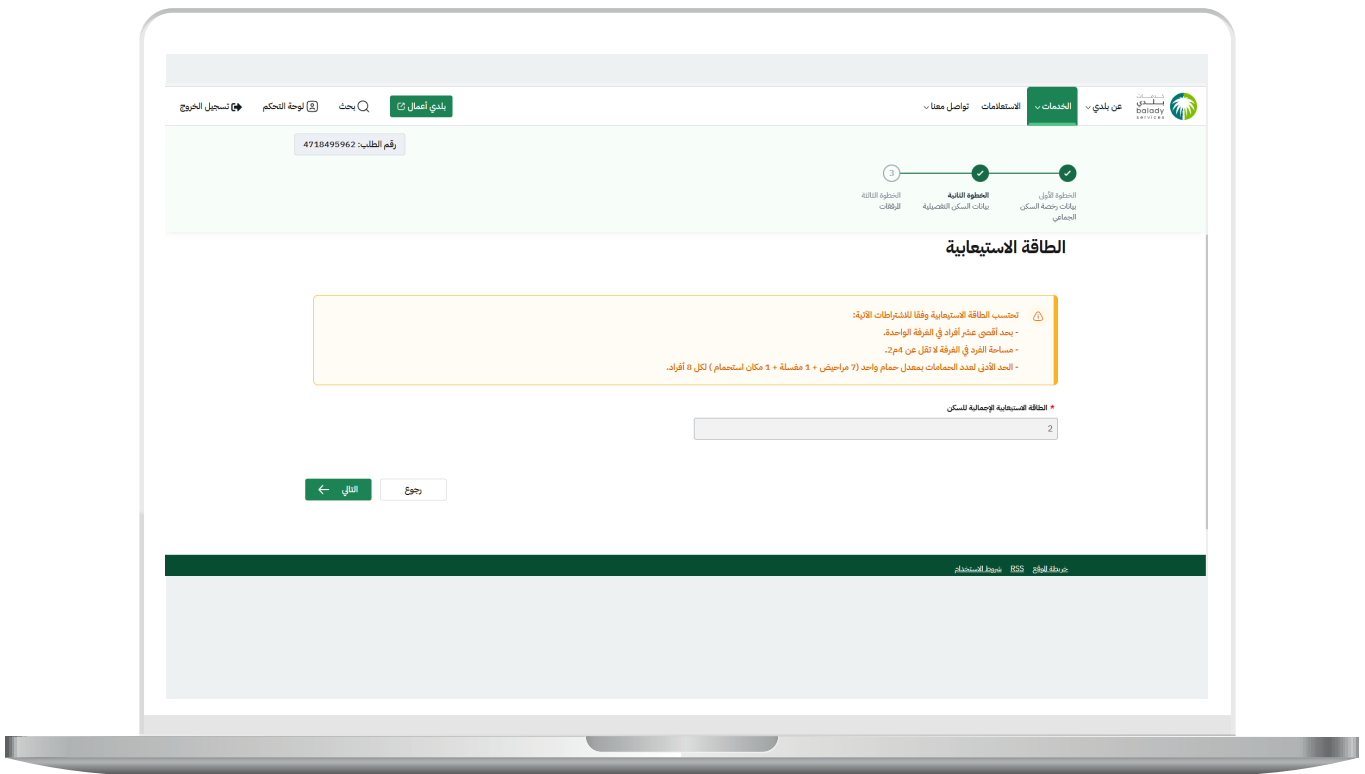 خدمات
بلدي
balady
services
عن بلدي
الخدمات
الاستعلامات
تواصل معنا
بلدي أعمال
بحث
لوحة التحكم
تسجيل الخروج
رقم الطلب: 4718495962
3
الخطوة الأولى
بيانات رخصة السكن
الجماعي
الخطوة الثانية
بيانات السكن التفصيلية
الخطوة الثالثة
المرفقات
الطاقة الاستيعابية
تحتسب الطاقة الاستيعابية وفقا للاشتراطات الآتية:
- بحد أقصى عشر أفراد في الغرفة الواحدة.
- مساحة الفرد في الغرفة لا تقل عن 4م2.
- الحد الأدنى لعدد الحمامات بمعدل حمام واحد (7 مراحيض + 1 مغسلة + 1 مكان استحمام ) لكل 8 أفراد.
* الطاقة الاستيعابية الإجمالية للسكن
2
رجوع
التالي
خريطة الموقع RSS شروط الاستخدام